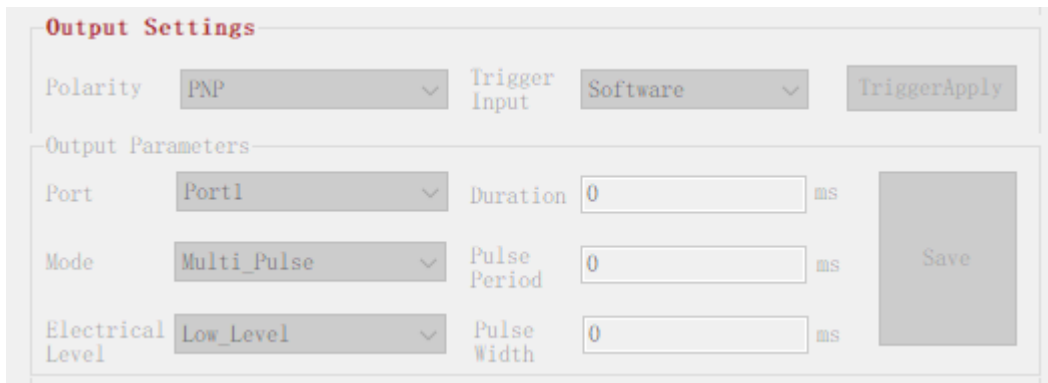 Output Settings
Polarity PNP Trigger Input Software TriggerApply
Output Parameters
Port Port1 Duration 0 ms
Mode Multi_Pulse Pulse Period 0 ms Save
Electrical Level Low_Level Pulse Width 0 ms